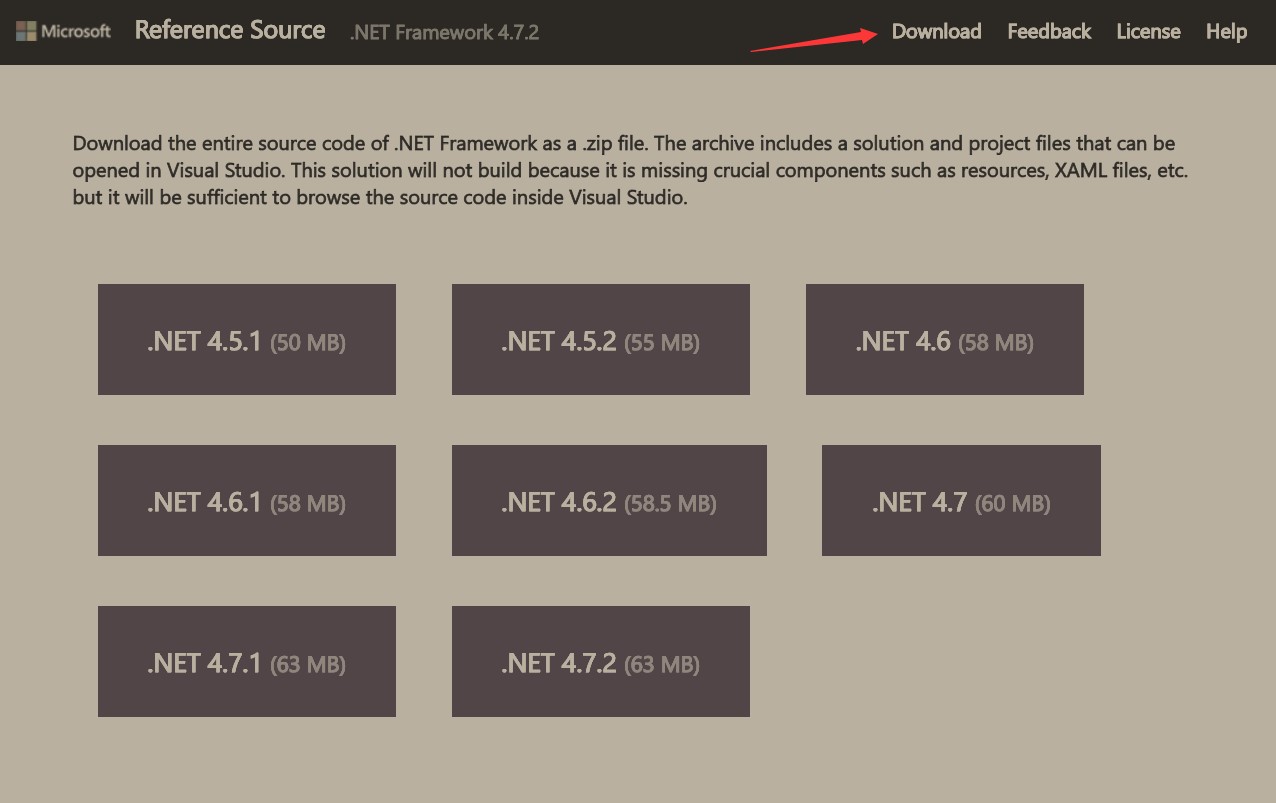 Microsoft Reference Source .NET Framework 4.7.2 Download Feedback License Help
Download the entire source code of .NET Framework as a .zip file. The archive includes a solution and project files that can be
opened in Visual Studio. This solution will not build because it is missing crucial components such as resources, XAML files, etc.
but it will be sufficient to browse the source code inside Visual Studio.
.NET 4.5.1 (50 MB) .NET 4.5.2 (55 MB) .NET 4.6 (58 MB)
.NET 4.6.1 (58 MB) .NET 4.6.2 (58.5 MB) .NET 4.7 (60 MB)
.NET 4.7.1 (63 MB) .NET 4.7.2 (63 MB)